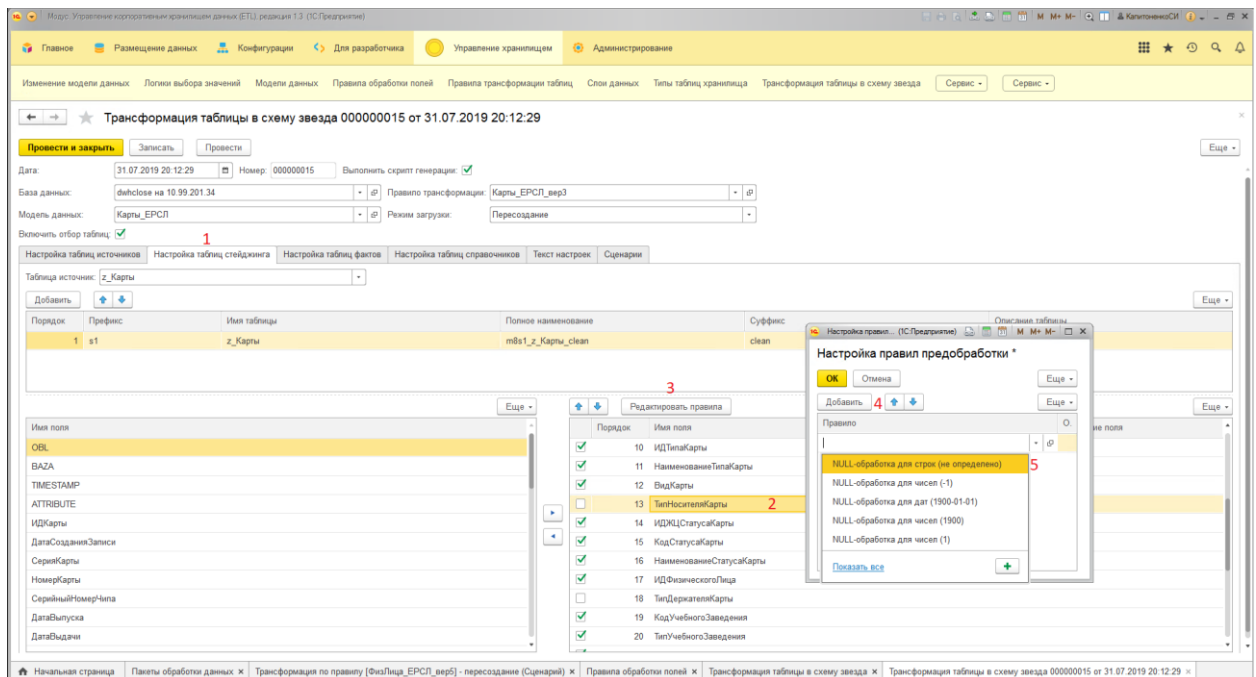 Модус: Управление корпоративным хранилищем данных (ETL), редакция 1.3 (1С:Предприятие)
M M+ M- КапитоненкоСИ
Главное Размещение данных Конфигурации Для разработчика Управление хранилищем Администрирование
Изменение модели данных Логики выбора значений Модели данных Правила обработки полей Правила трансформации таблиц Слои данных Типы таблиц хранилища Трансформация таблицы в схему звезда Сервис Сервис
Трансформация таблицы в схему звезда 000000015 от 31.07.2019 20:12:29
Провести и закрыть Записать Провести Еще
Дата: 31.07.2019 20:12:29 Номер: 000000015 Выполнить скрипт генерации:
База данных: dwhclose на 10.99.201.34 Правило трансформации: Карты_ЕРСЛ_вер3
Модель данных: Карты_ЕРСЛ Режим загрузки: Пересоздание
Включить отбор таблиц:
1
Настройка таблиц источников Настройка таблиц стейджинга Настройка таблиц фактов Настройка таблиц справочников Текст настроек Сценарии
Таблица источник: z_Карты
Добавить Еще
Порядок Префикс Имя таблицы Полное наименование Суффикс Описание таблицы
1 s1 z_Карты m8s1_z_Карты_clean clean
Настройка правил... (1С:Предприятие) M M+ M-
Настройка правил предобработки *
ОК Отмена Еще
Добавить 4 Еще
Правило О.
5
NULL-обработка для строк (не определено)
NULL-обработка для чисел (-1)
NULL-обработка для дат (1900-01-01)
NULL-обработка для чисел (1900)
NULL-обработка для чисел (1)
Показать все
3
Еще Редактировать правила Еще
Имя поля
OBL
BAZA
TIMESTAMP
ATTRIBUTE
ИДКарты
ДатаСозданияЗаписи
СерияКарты
НомерКарты
СерийныйНомерЧипа
ДатаВыпуска
ДатаВыдачи
Порядок Имя поля ие поля
10 ИДТипаКарты
11 НаименованиеТипаКарты
12 ВидКарты
13 ТипНосителяКарты 2
14 ИДЖЦСтатусаКарты
15 КодСтатусаКарты
16 НаименованиеСтатусаКарты
17 ИДФизическогоЛица
18 ТипДержателяКарты
19 КодУчебногоЗаведения
20 ТипУчебногоЗаведения
Начальная страница Пакеты обработки данных Трансформация по правилу [ФизЛица_ЕРСЛ_вер5] - пересоздание (Сценарий) Правила обработки полей Трансформация таблицы в схему звезда Трансформация таблицы в схему звезда 000000015 от 31.07.2019 20:12:29